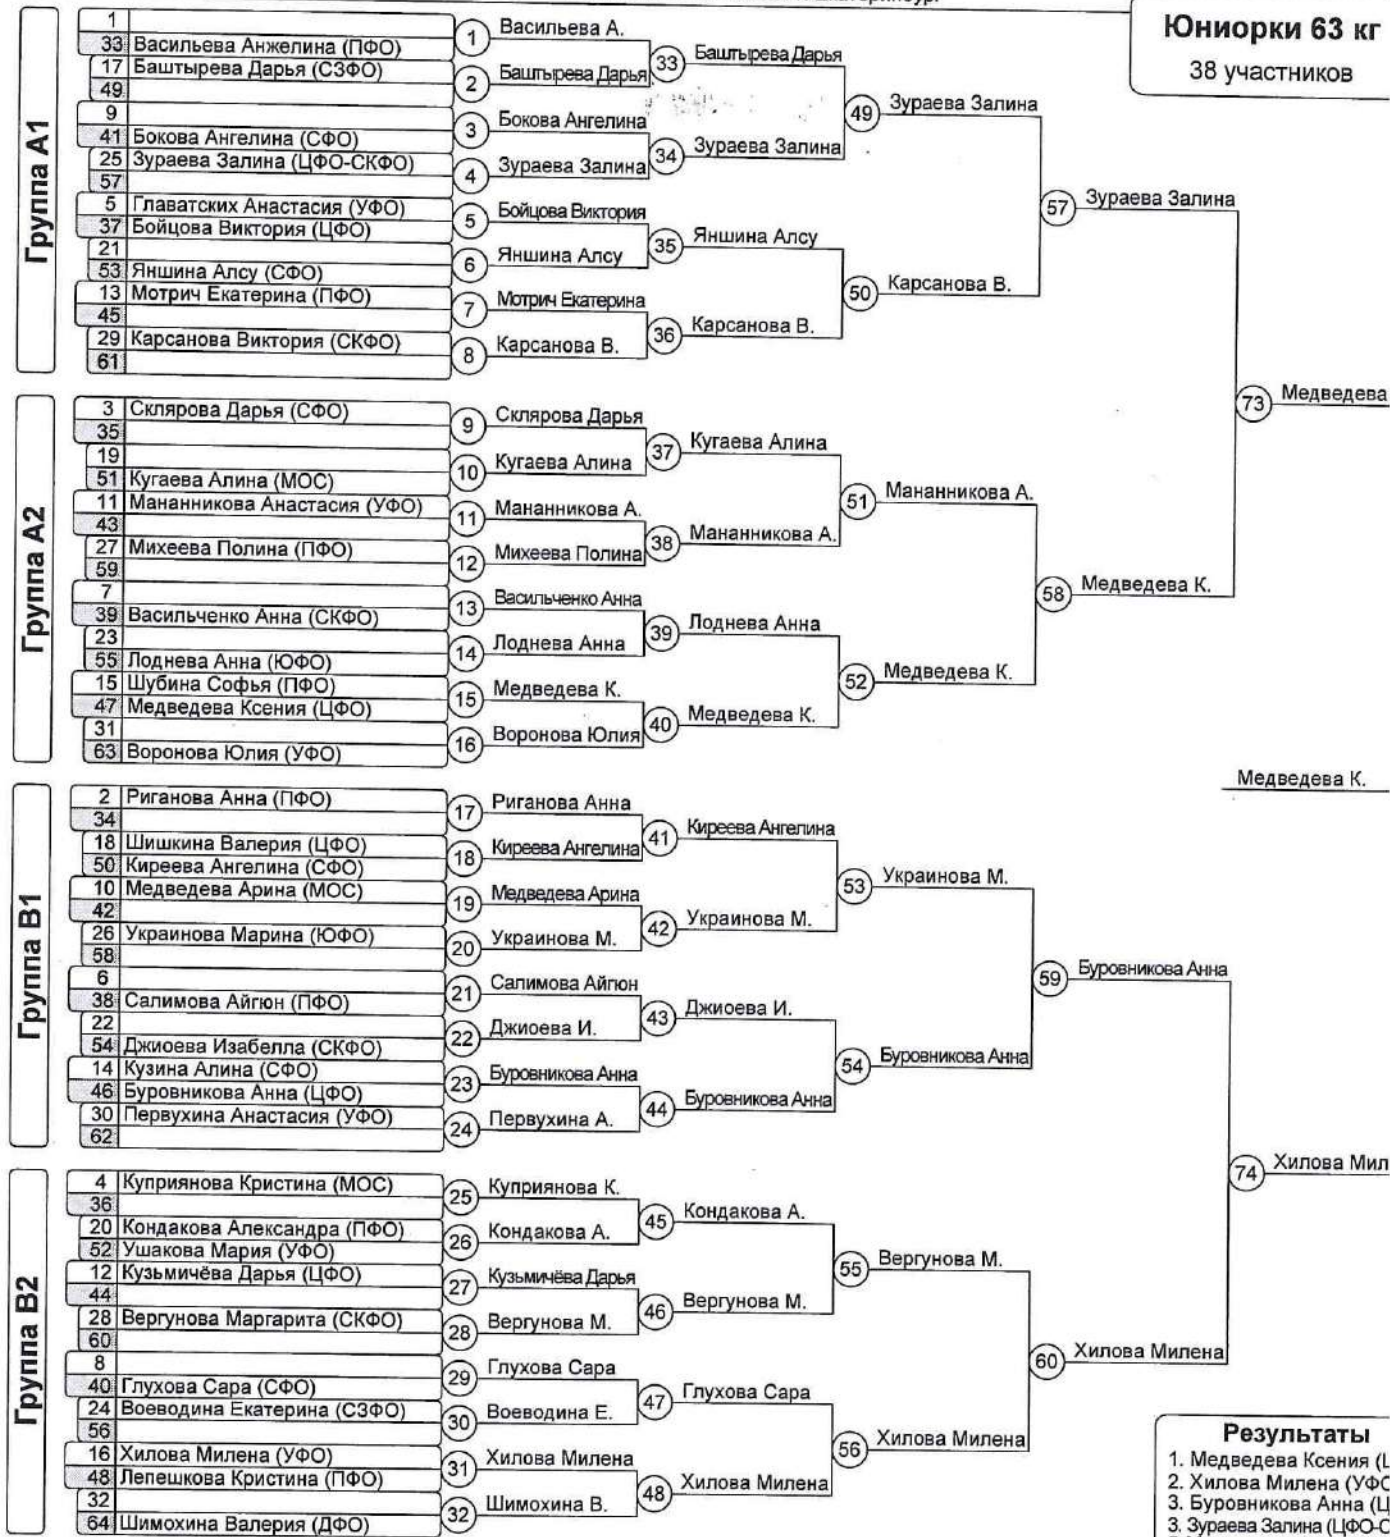 Юниорки 63 кг
38 участников
Группа А1
1
33 Васильева Анжелина (ПФО)
17 Баштырева Дарья (СЗФО)
49
9
41 Бокова Ангелина (СФО)
25 Зураева Залина (ЦФО-СКФО)
57
5 Главатских Анастасия (УФО)
37 Бойцова Виктория (ЦФО)
21
53 Яншина Алсу (СФО)
13 Мотрич Екатерина (ПФО)
45
29 Карсанова Виктория (СКФО)
61
1 Васильева А.
2 Баштырева Дарья
3 Бокова Ангелина
4 Зураева Залина
5 Бойцова Виктория
6 Яншина Алсу
7 Мотрич Екатерина
8 Карсанова В.
33 Баштырева Дарья
34 Зураева Залина
35 Яншина Алсу
36 Карсанова В.
49 Зураева Залина
50 Карсанова В.
57 Зураева Залина
Группа А2
3 Склярова Дарья (СФО)
35
19
51 Кугаева Алина (МОС)
11 Мананникова Анастасия (УФО)
43
27 Михеева Полина (ПФО)
59
7
39 Васильченко Анна (СКФО)
23
55 Лоднева Анна (ЮФО)
15 Шубина Софья (ПФО)
47 Медведева Ксения (ЦФО)
31
63 Воронова Юлия (УФО)
9 Склярова Дарья
10 Кугаева Алина
11 Мананникова А.
12 Михеева Полина
13 Васильченко Анна
14 Лоднева Анна
15 Медведева К.
16 Воронова Юлия
37 Кугаева Алина
38 Мананникова А.
39 Лоднева Анна
40 Медведева К.
51 Мананникова А.
52 Медведева К.
58 Медведева К.
73 Медведева
Медведева К.
Группа В1
2 Риганова Анна (ПФО)
34
18 Шишкина Валерия (ЦФО)
50 Киреева Ангелина (СФО)
10 Медведева Арина (МОС)
42
26 Украинова Марина (ЮФО)
58
6
38 Салимова Айгюн (ПФО)
22
54 Джиоева Изабелла (СКФО)
14 Кузина Алина (СФО)
46 Буровникова Анна (ЦФО)
30 Первухина Анастасия (УФО)
62
17 Риганова Анна
18 Киреева Ангелина
19 Медведева Арина
20 Украинова М.
21 Салимова Айгюн
22 Джиоева И.
23 Буровникова Анна
24 Первухина А.
41 Киреева Ангелина
42 Украинова М.
43 Джиоева И.
44 Буровникова Анна
53 Украинова М.
54 Буровникова Анна
59 Буровникова Анна
Группа В2
4 Куприянова Кристина (МОС)
36
20 Кондакова Александра (ПФО)
52 Ушакова Мария (УФО)
12 Кузьмичёва Дарья (ЦФО)
44
28 Вергунова Маргарита (СКФО)
60
8
40 Глухова Сара (СФО)
24 Воеводина Екатерина (СЗФО)
56
16 Хилова Милена (УФО)
48 Лепешкова Кристина (ПФО)
32
64 Шимохина Валерия (ДФО)
25 Куприянова К.
26 Кондакова А.
27 Кузьмичёва Дарья
28 Вергунова М.
29 Глухова Сара
30 Воеводина Е.
31 Хилова Милена
32 Шимохина В.
45 Кондакова А.
46 Вергунова М.
47 Глухова Сара
48 Хилова Милена
55 Вергунова М.
56 Хилова Милена
60 Хилова Милена
74 Хилова Мил
Результаты
1. Медведева Ксения (Ц
2. Хилова Милена (УФО
3. Буровникова Анна (Ц
3. Зураева Залина (ЦФО-С